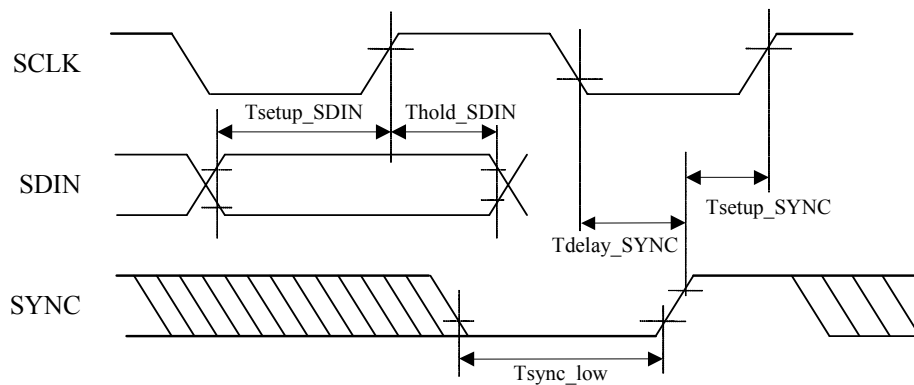 SCLK
Tsetup_SDIN Thold_SDIN
SDIN
Tsetup_SYNC
Tdelay_SYNC
SYNC
Tsync_low